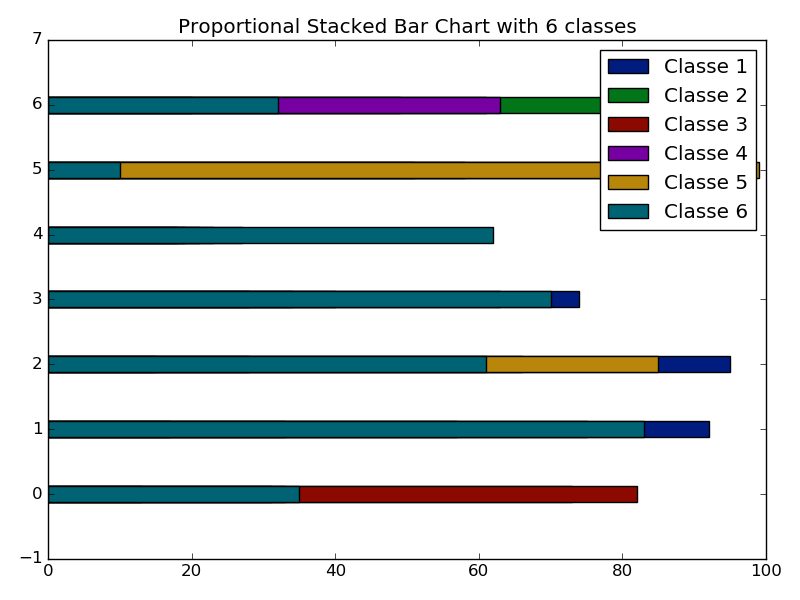 Proportional Stacked Bar Chart with 6 classes
7
6
5
4
3
2
1
0
−1
0 20 40 60 80 100
Classe 1
Classe 2
Classe 3
Classe 4
Classe 5
Classe 6